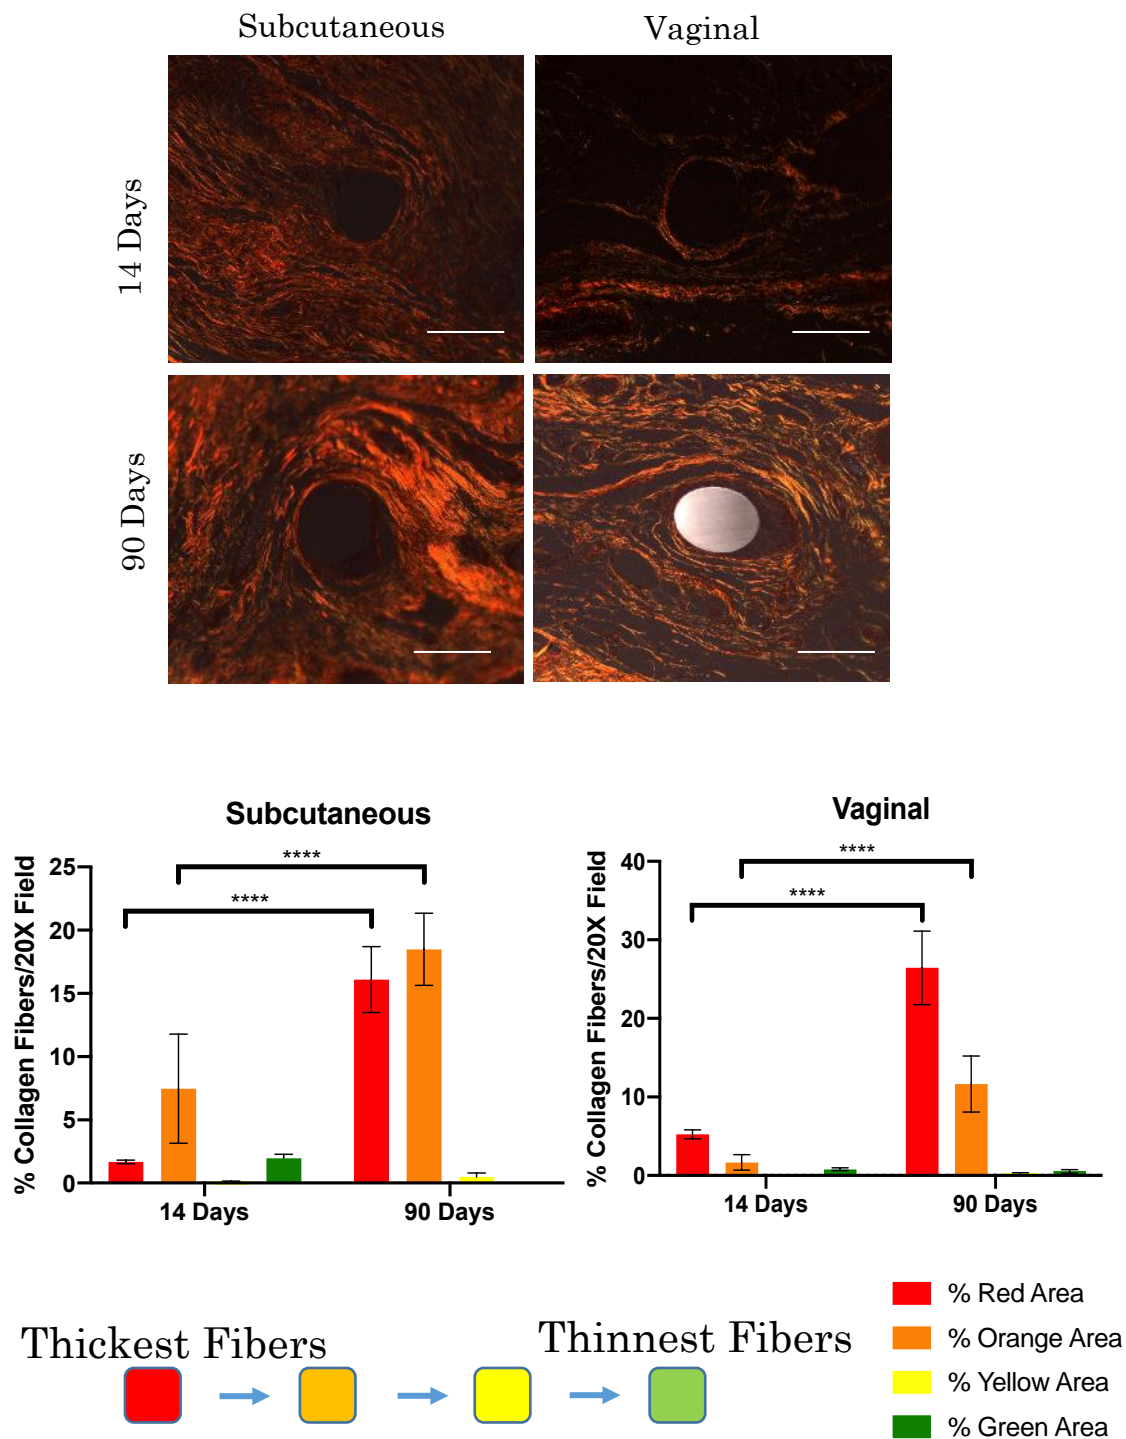 Subcutaneous
Vaginal
14 Days
90 Days
Subcutaneous
% Collagen Fibers/20X Field
25
20
15
10
5
0
****
****
14 Days
90 Days
Vaginal
% Collagen Fibers/20X Field
40
30
20
10
0
****
****
14 Days
90 Days
Thickest Fibers
Thinnest Fibers
% Red Area
% Orange Area
% Yellow Area
% Green Area